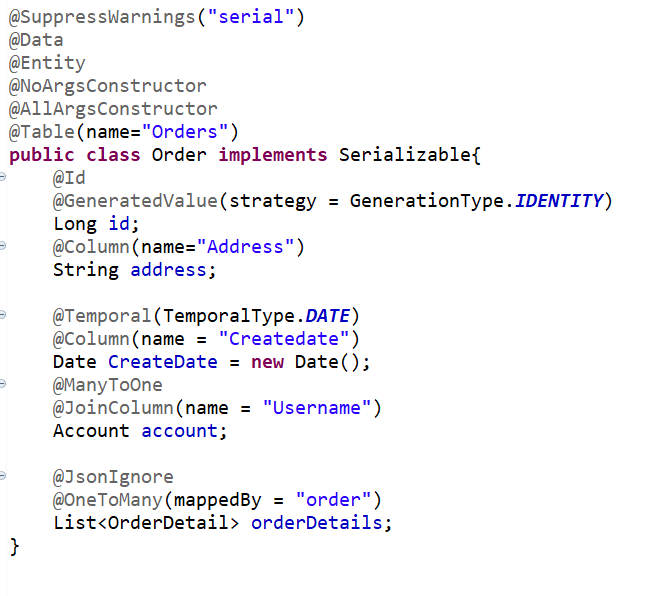 @SuppressWarnings("serial")
@Data
@Entity
@NoArgsConstructor
@AllArgsConstructor
@Table(name="Orders")
public class Order implements Serializable{
@Id
@GeneratedValue(strategy = GenerationType.IDENTITY)
Long id;
@Column(name="Address")
String address;
@Temporal(TemporalType.DATE)
@Column(name = "Createdate")
Date CreateDate = new Date();
@ManyToOne
@JoinColumn(name = "Username")
Account account;
@JsonIgnore
@OneToMany(mappedBy = "order")
List<OrderDetail> orderDetails;
}